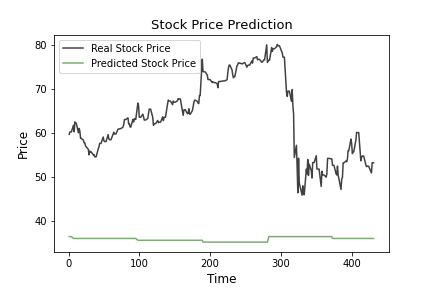 Stock Price Prediction
Real Stock Price
Predicted Stock Price
80
70
60
50
40
Price
0 100 200 300 400
Time